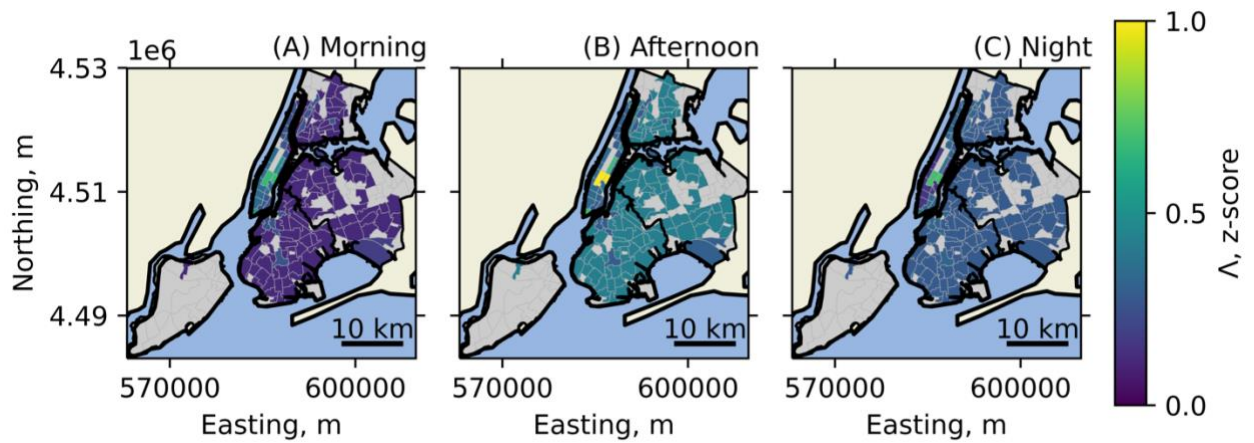 1e6
(A) Morning
(B) Afternoon
(C) Night
1.0
4.53
4.51
0.5
4.49
10 km
10 km
10 km
0.0
570000
600000
570000
600000
570000
600000
Easting, m
Easting, m
Easting, m
Northing, m
Λ, z-score